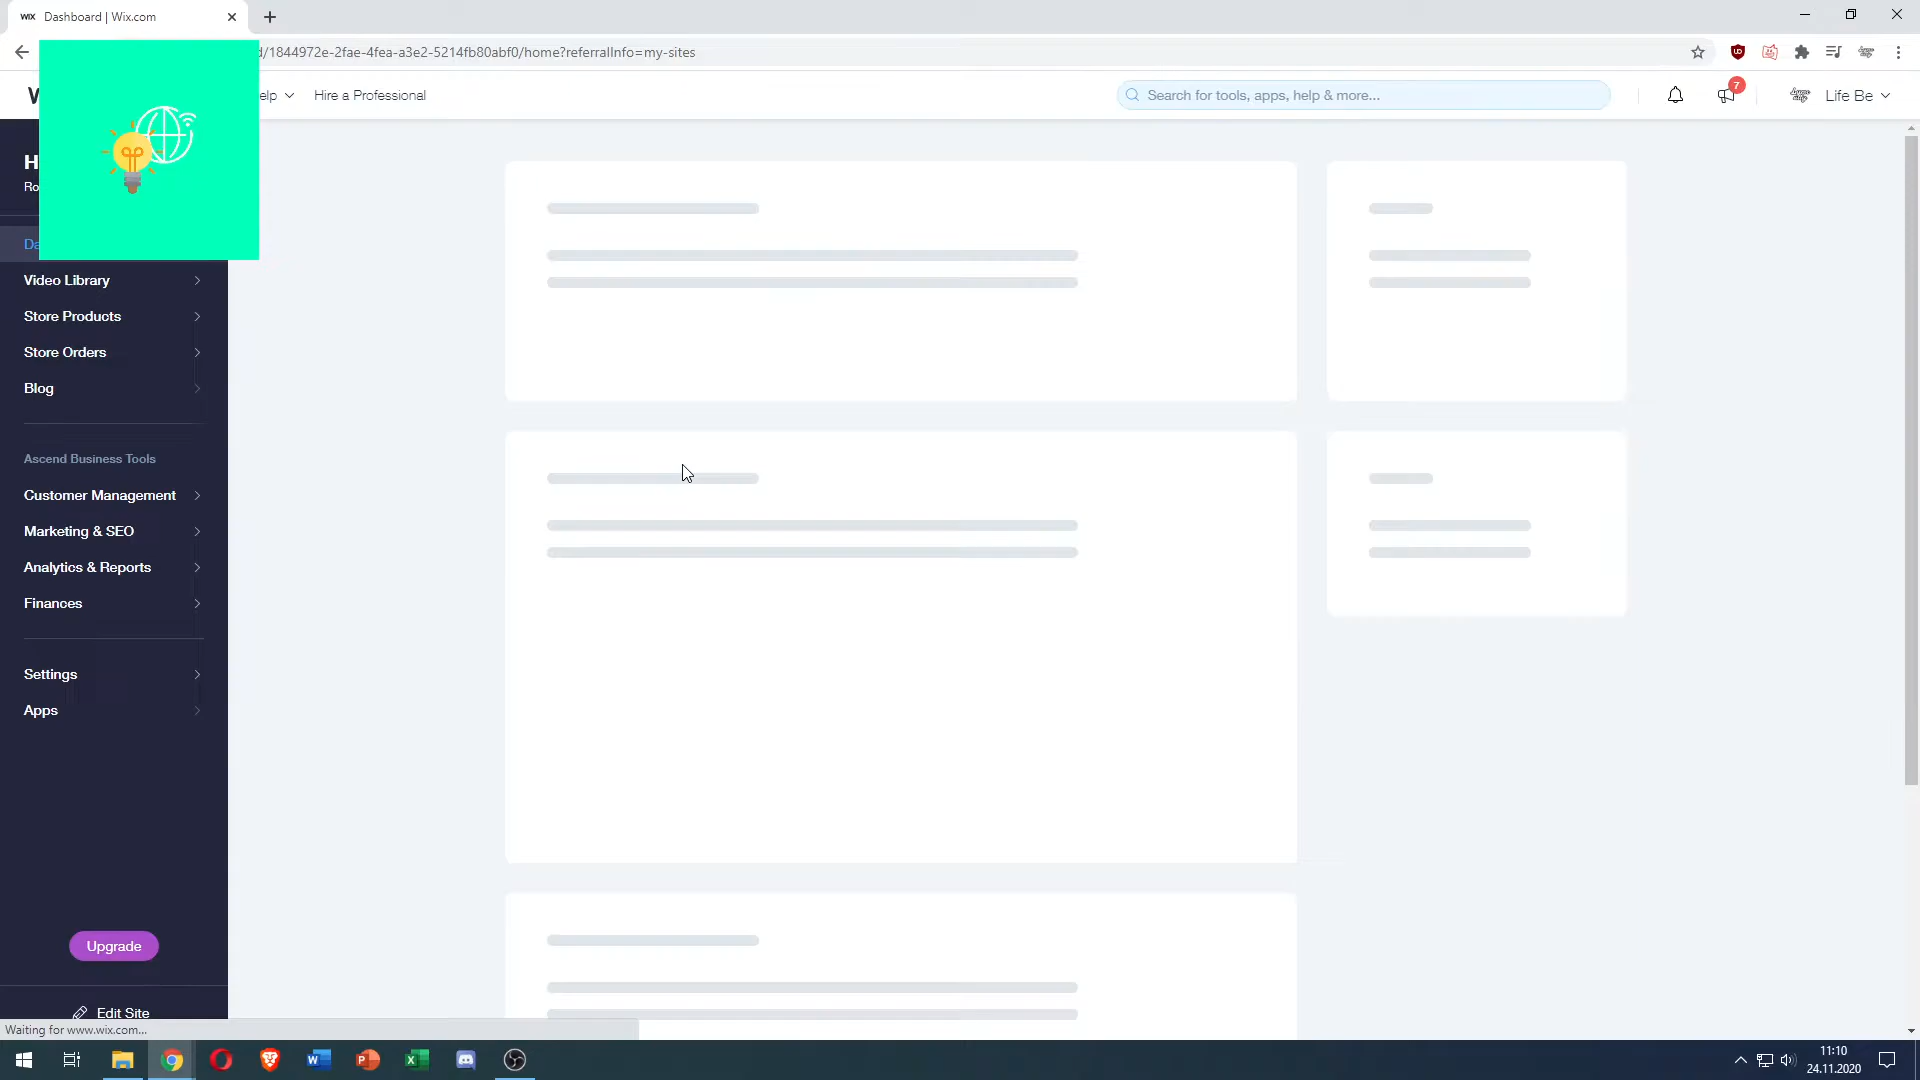 WIX Dashboard | Wix.com
d/1844972e-2fae-4fea-a3e2-5214fb80abf0/home?referralInfo=my-sites
elp
Hire a Professional
Search for tools, apps, help & more...
7
Life Be
Video Library
Store Products
Store Orders
Blog
Ascend Business Tools
Customer Management
Marketing & SEO
Analytics & Reports
Finances
Settings
Apps
Upgrade
Edit Site
Waiting for www.wix.com...
11:10
24.11.2020